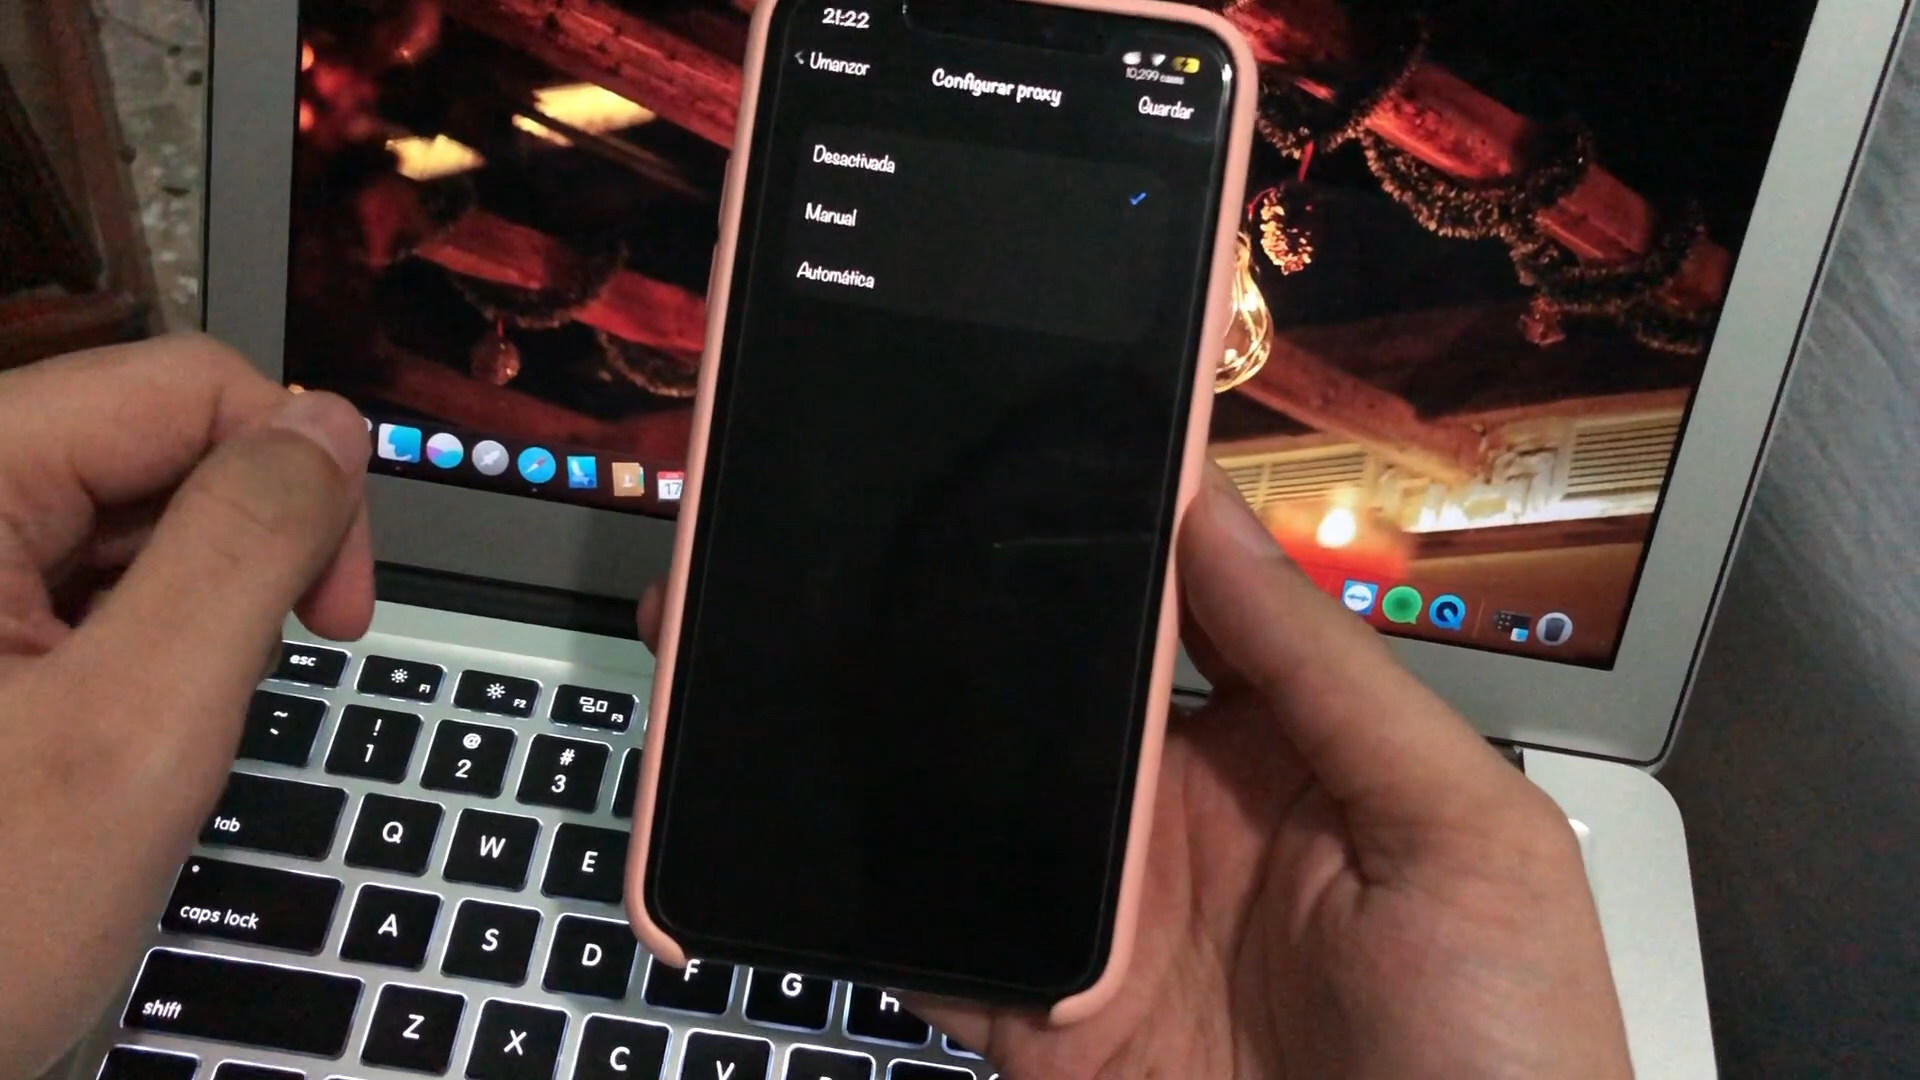 21:22
Umanzor
Configurar proxy
Guardar
Desactivada
Manual
Automática
17
esc
F1
F2
F3
~
!
1
@
2
#
3
tab
Q
W
E
caps lock
A
S
D
F
G
H
shift
Z
X
C
V